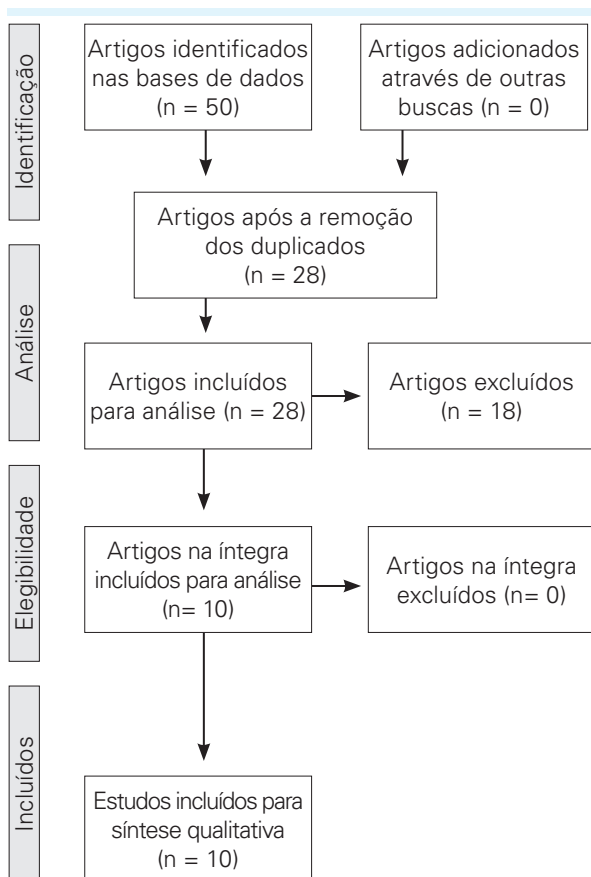 Identificação
Artigos identificados
nas bases de dados
(n = 50)
Artigos adicionados
através de outras
buscas (n = 0)
Artigos após a remoção
dos duplicados
(n = 28)
Análise
Artigos incluídos
para análise (n = 28)
Artigos excluídos
(n = 18)
Elegibilidade
Artigos na íntegra
incluídos para análise
(n= 10)
Artigos na íntegra
excluídos (n= 0)
Incluídos
Estudos incluídos para
síntese qualitativa
(n = 10)